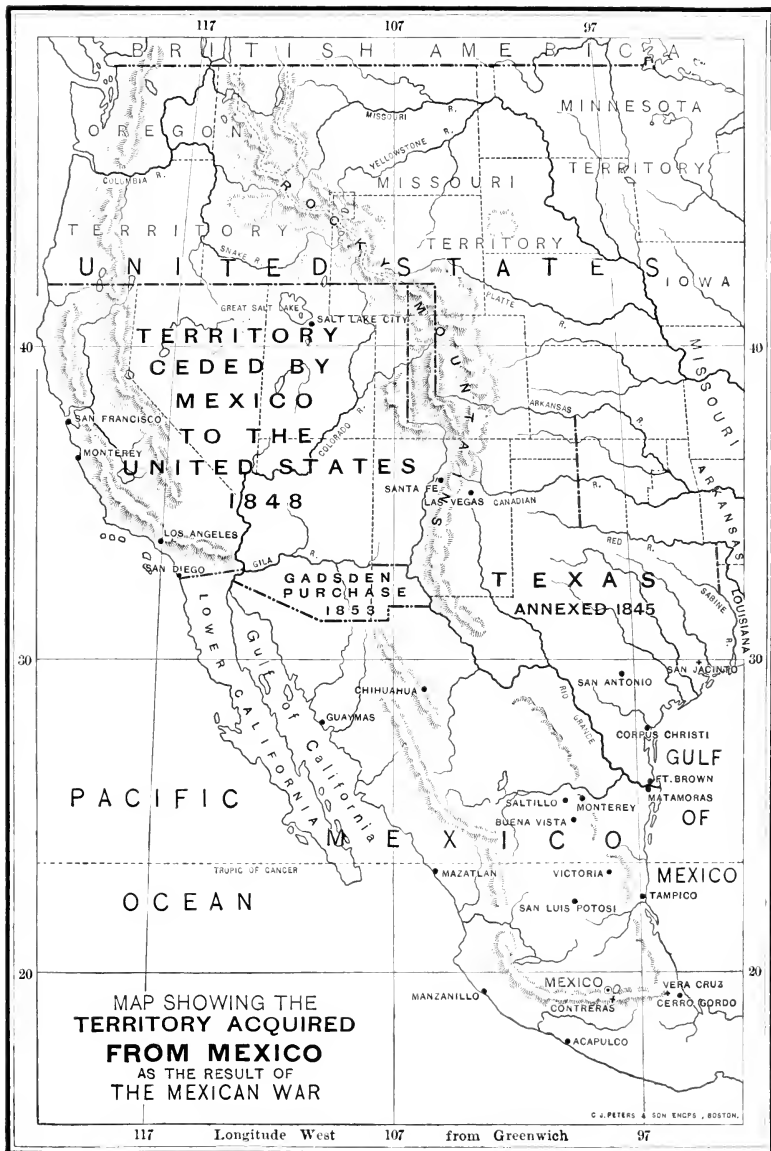 117 107 97
BRITISH AMERICA
OREGON
MISSOURI R.
MINNESOTA
YELLOWSTONE R.
COLUMBIA R.
MISSOURI
TERRITORY
ROCKY
TERRITORY
SNAKE R.
TERRITORY
UNITED STATES
IOWA
GREAT SALT LAKE
PLATTE R.
SALT LAKE CITY
MOUNTAINS
40
TERRITORY
CEDED BY
MEXICO
TO THE
UNITED STATES
1848
MISSOURI
COLORADO R.
ARKANSAS R.
SAN FRANCISCO
MONTEREY
ARKANSAS
SANTA FE
LAS VEGAS
CANADIAN R.
LOS ANGELES
RED R.
SAN DIEGO
GILA R.
GADSDEN
PURCHASE
1853
TEXAS
ANNEXED 1845
SABINE R.
LOUISIANA
LOWER CALIFORNIA
Gulf of California
30
30
SAN JACINTO
SAN ANTONIO
CHIHUAHUA
GUAYMAS
RIO GRANDE
CORPUS CHRISTI
GULF
OF
MEXICO
FT. BROWN
MATAMORAS
PACIFIC
OCEAN
SALTILLO
MONTEREY
BUENA VISTA
MEXICO
TROPIC OF CANCER
MAZATLAN
VICTORIA
TAMPICO
SAN LUIS POTOSI
20
20
MEXICO
VERA CRUZ
MANZANILLO
CONTRERAS
CERRO GORDO
ACAPULCO
MAP SHOWING THE
TERRITORY ACQUIRED
FROM MEXICO
AS THE RESULT OF
THE MEXICAN WAR
C. J. PETERS & SON ENGRS., BOSTON.
117 107 97
Longitude West from Greenwich